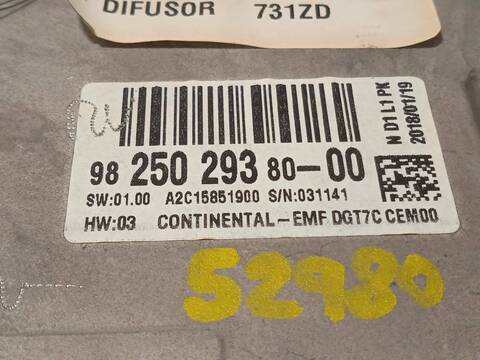 DIFUSOR 731ZD
98 250 293 80-00
SW:01.00 A2C15851900 S/N:031141
HW:03 CONTINENTAL-EMF DGT7C CEM00
N D1 L1 PK
2018/01/19
52980